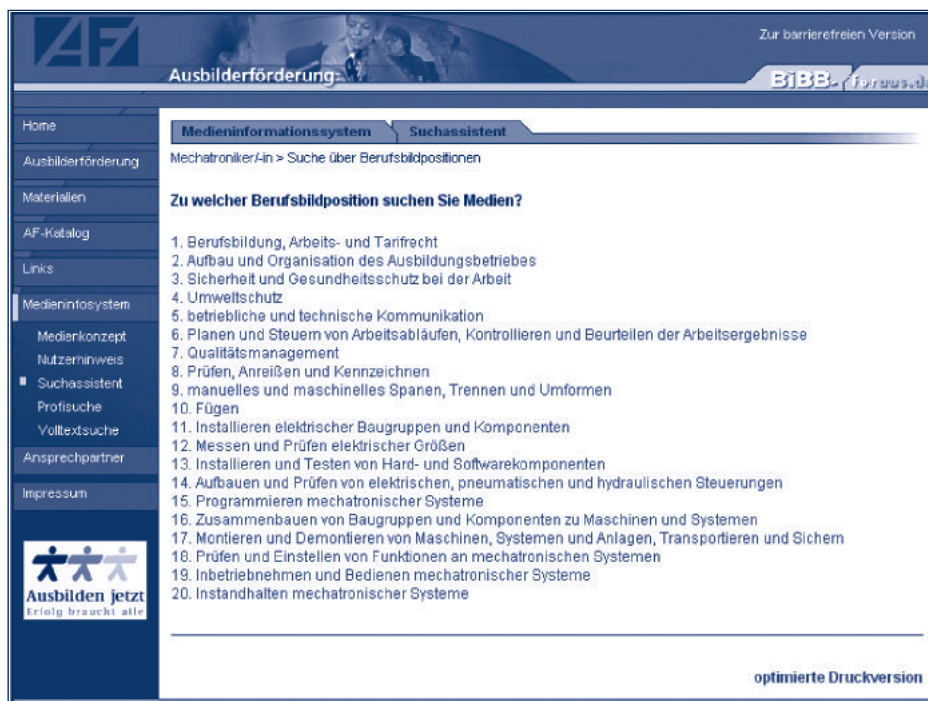 AF
Zur barrierefreien Version
Ausbilderförderung
BiBB.
foraus.de
Home
Ausbilderförderung
Materialien
AF-Katalog
Links
Medieninfosystem
Medienkonzept
Nutzerhinweis
Suchassistent
Profisuche
Volltextsuche
Ansprechpartner
Impressum
Ausbilden jetzt
Erfolg braucht alle
Medieninformationssystem
Suchassistent
Mechatroniker/-in > Suche über Berufsbildpositionen
Zu welcher Berufsbildposition suchen Sie Medien?
1. Berufsbildung, Arbeits- und Tarifrecht
2. Aufbau und Organisation des Ausbildungsbetriebes
3. Sicherheit und Gesundheitsschutz bei der Arbeit
4. Umweltschutz
5. betriebliche und technische Kommunikation
6. Planen und Steuern von Arbeitsabläufen, Kontrollieren und Beurteilen der Arbeitsergebnisse
7. Qualitätsmanagement
8. Prüfen, Anreißen und Kennzeichnen
9. manuelles und maschinelles Spanen, Trennen und Umformen
10. Fügen
11. Installieren elektrischer Baugruppen und Komponenten
12. Messen und Prüfen elektrischer Größen
13. Installieren und Testen von Hard- und Softwarekomponenten
14. Aufbauen und Prüfen von elektrischen, pneumatischen und hydraulischen Steuerungen
15. Programmieren mechatronischer Systeme
16. Zusammenbauen von Baugruppen und Komponenten zu Maschinen und Systemen
17. Montieren und Demontieren von Maschinen, Systemen und Anlagen, Transportieren und Sichern
18. Prüfen und Einstellen von Funktionen an mechatronischen Systemen
19. Inbetriebnehmen und Bedienen mechatronischer Systeme
20. Instandhalten mechatronischer Systeme
optimierte Druckversion